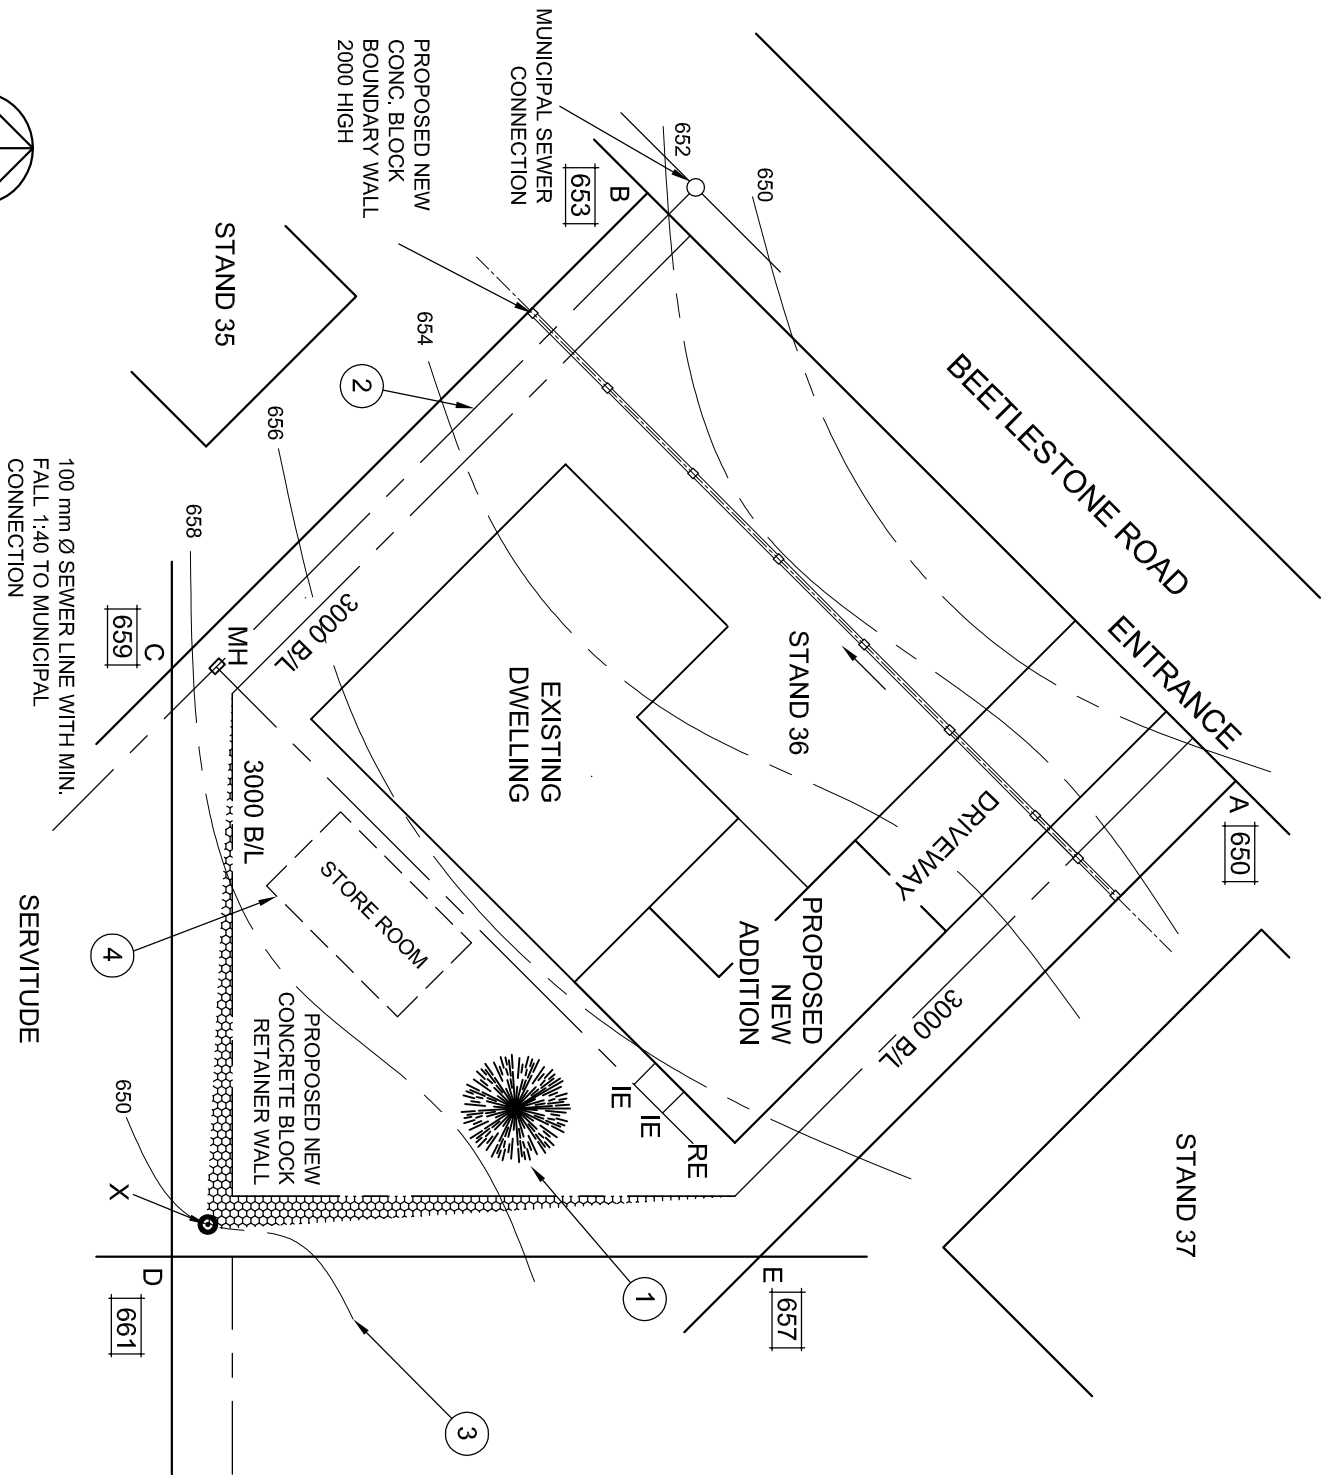 BEETLESTONE ROAD
ENTRANCE
A
650
650
652
MUNICIPAL SEWER
CONNECTION
B
653
PROPOSED NEW
CONC. BLOCK
BOUNDARY WALL
2000 HIGH
654
STAND 35
2
656
658
STAND 36
DRIVEWAY
EXISTING
DWELLING
PROPOSED
NEW
ADDITION
3000 B/L
STAND 37
3000 B/L
MH
C
659
3000 B/L
STORE ROOM
4
100 mm Ø SEWER LINE WITH MIN.
FALL 1:40 TO MUNICIPAL
CONNECTION
SERVITUDE
PROPOSED NEW
CONCRETE BLOCK
RETAINER WALL
IE
IE
RE
1
E
657
650
X
D
661
3